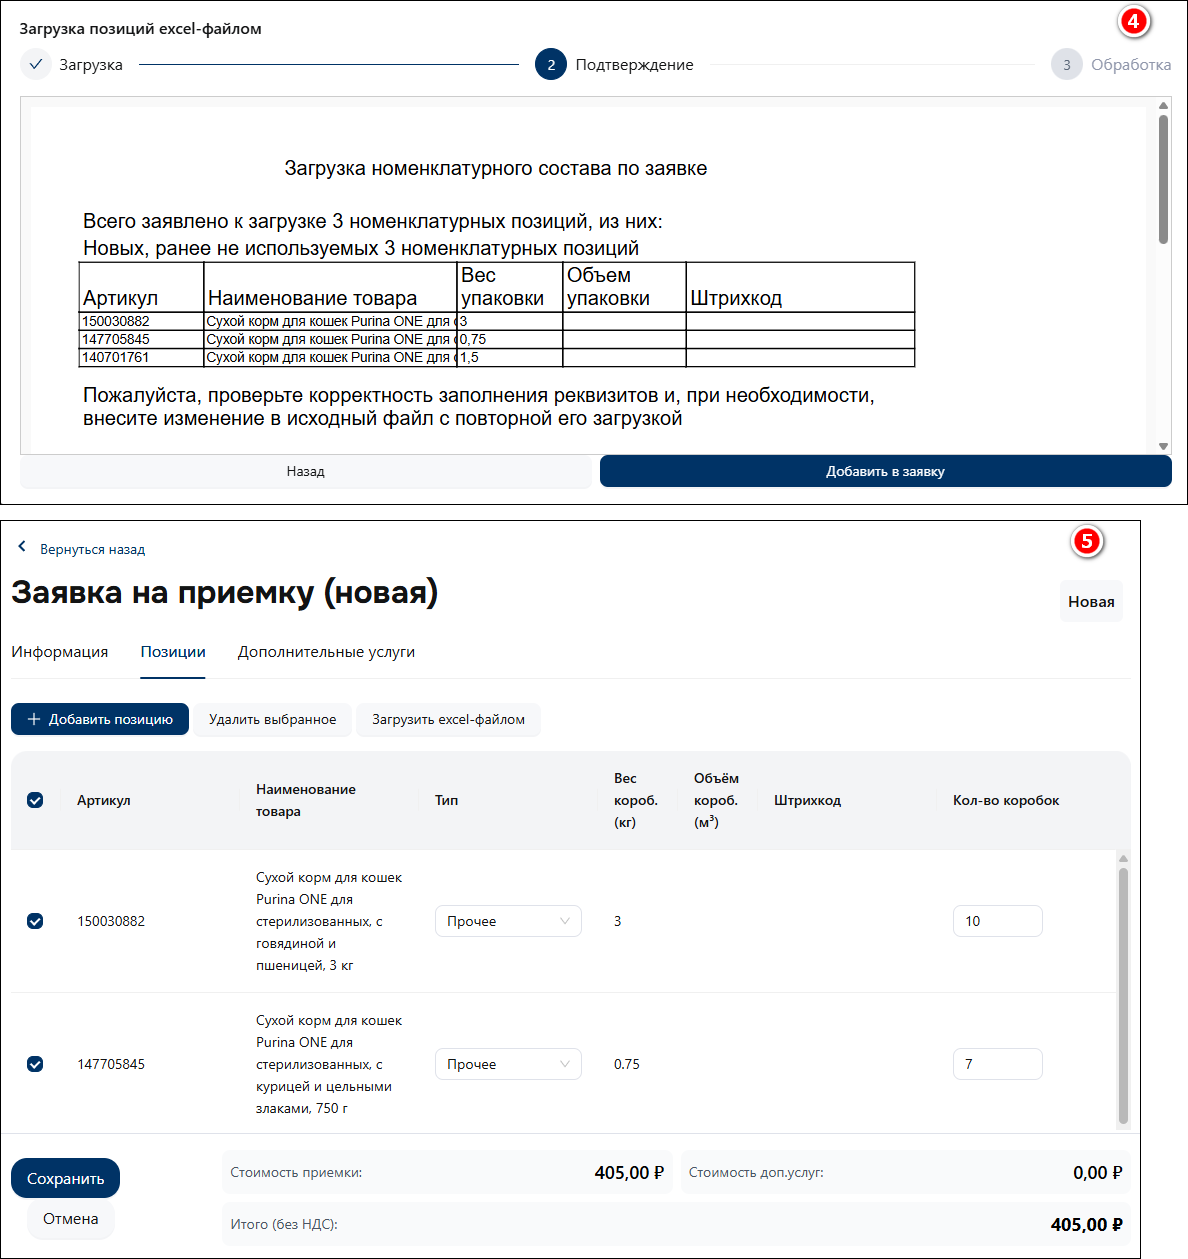 4
Загрузка позиций excel-файлом
Загрузка
2 Подтверждение
3 Обработка
Загрузка номенклатурного состава по заявке
Всего заявлено к загрузке 3 номенклатурных позиций, из них:
Новых, ранее не используемых 3 номенклатурных позиций
Артикул Наименование товара Вес упаковки Объем упаковки Штрихкод
150030882 Сухой корм для кошек Purina ONE для 3
147705845 Сухой корм для кошек Purina ONE для 0,75
140701761 Сухой корм для кошек Purina ONE для 1,5
Пожалуйста, проверьте корректность заполнения реквизитов и, при необходимости,
внесите изменение в исходный файл с повторной его загрузкой
Назад Добавить в заявку
5
Вернуться назад
Заявка на приемку (новая)
Новая
Информация Позиции Дополнительные услуги
+ Добавить позицию Удалить выбранное Загрузить excel-файлом
Артикул
Наименование
товара
Тип
Вес
короб.
(кг)
Объём
короб.
(м³)
Штрихкод
Кол-во коробок
150030882
Сухой корм для кошек
Purina ONE для
стерилизованных, с
говядиной и
пшеницей, 3 кг
Прочее
3
10
147705845
Сухой корм для кошек
Purina ONE для
стерилизованных, с
курицей и цельными
злаками, 750 г
Прочее
0.75
7
Сохранить
Отмена
Стоимость приемки: 405,00 ₽
Стоимость доп.услуг: 0,00 ₽
Итого (без НДС): 405,00 ₽